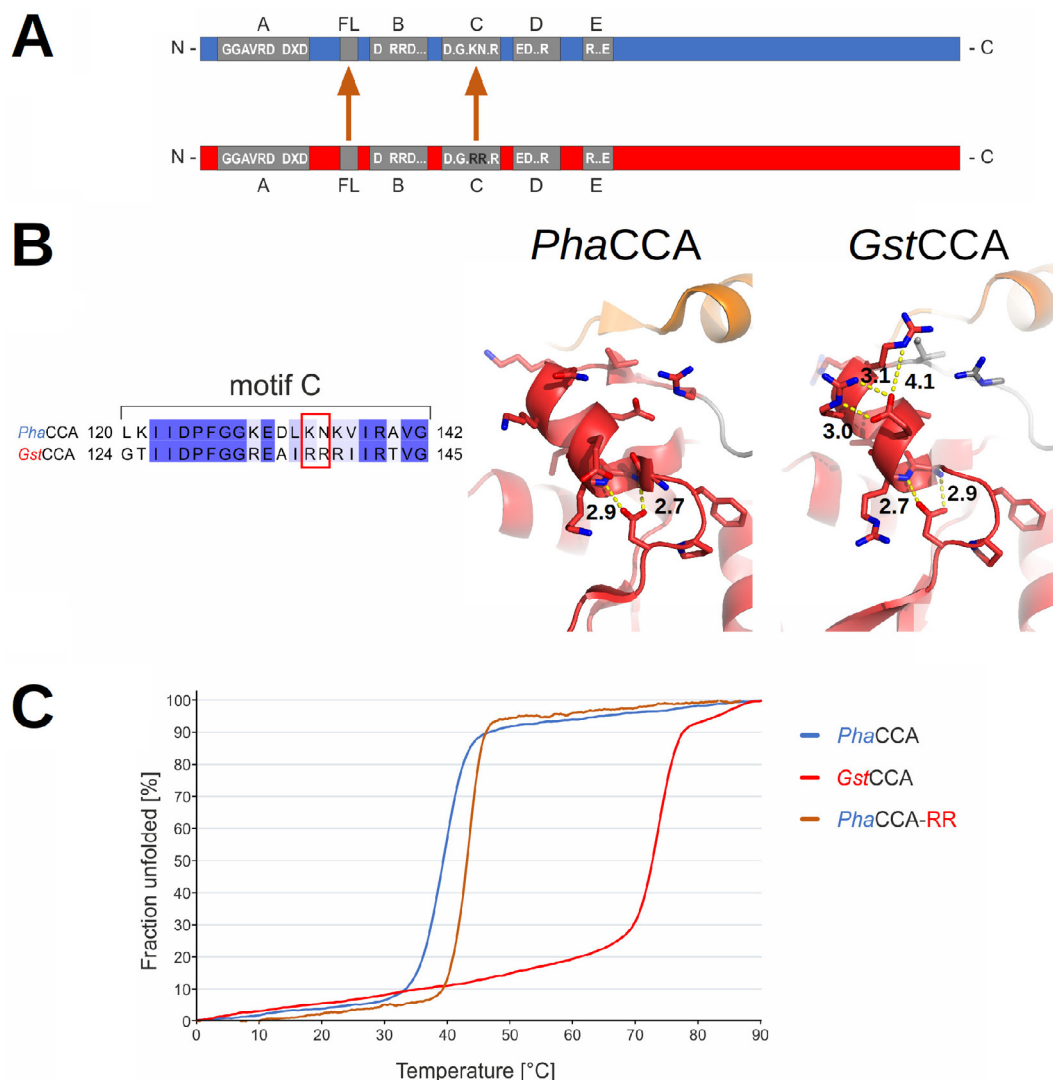 A
A FL B C D E
N - GGAVRD DXD D RRD... D.G.KN.R ED..R R..E - C
N - GGAVRD DXD D RRD... D.G.RR.R ED..R R..E - C
A FL B C D E
B
PhaCCA GstCCA
motif C
PhaCCA 120 LKIIDPFGGKEDLKNKVIRAVG 142
GstCCA 124 GTIIDPFGGREAIRRRIIRTVG 145
2.9 2.7
3.1 4.1
3.0
2.7 2.9
C
Fraction unfolded [%]
100
90
80
70
60
50
40
30
20
10
0
0 10 20 30 40 50 60 70 80 90
Temperature [°C]
PhaCCA
GstCCA
PhaCCA-RR